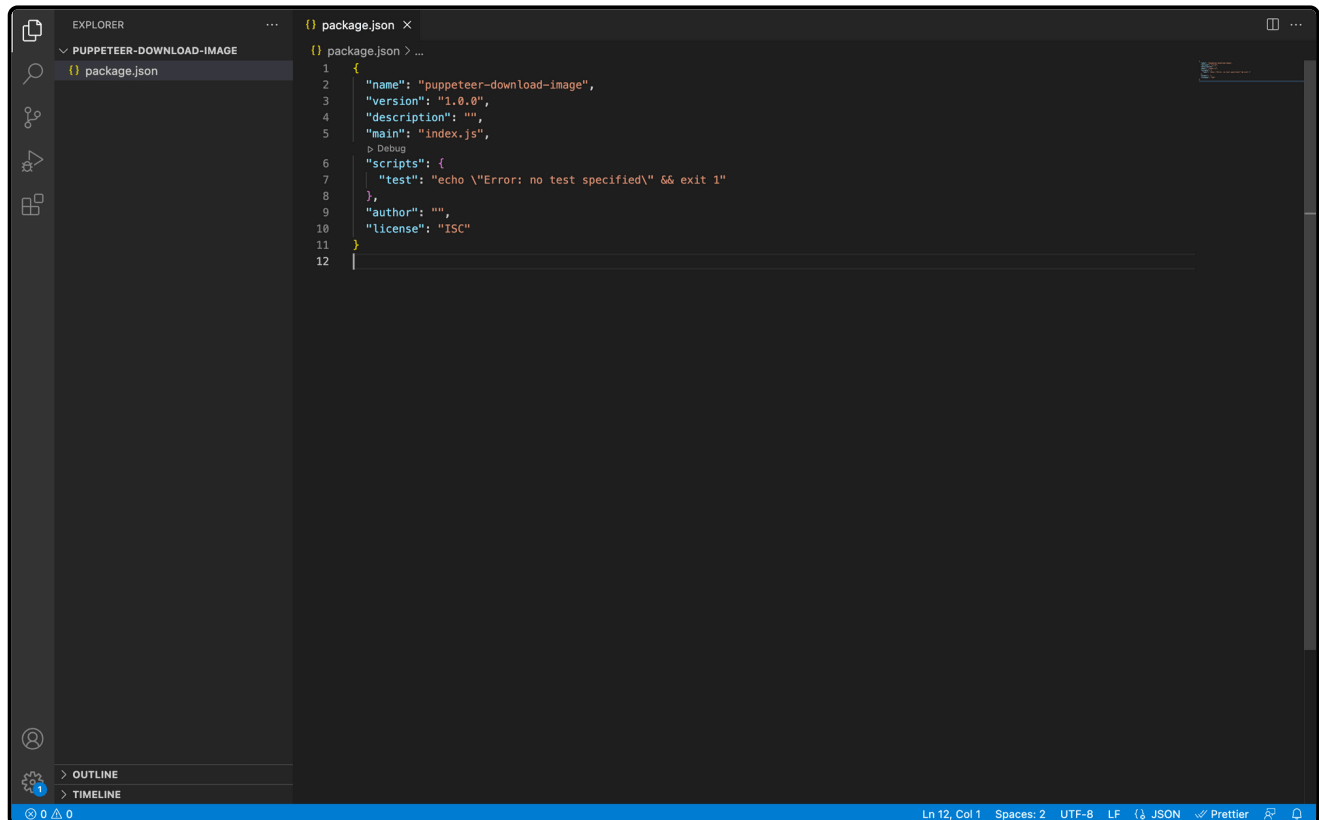 EXPLORER ...
PUPPETEER-DOWNLOAD-IMAGE
{} package.json
{} package.json ×
{} package.json > ...
1 {
2 "name": "puppeteer-download-image",
3 "version": "1.0.0",
4 "description": "",
5 "main": "index.js",
Debug
6 "scripts": {
7 "test": "echo \"Error: no test specified\" && exit 1"
8 },
9 "author": "",
10 "license": "ISC"
11 }
12
OUTLINE
1
TIMELINE
0 0 Ln 12, Col 1 Spaces: 2 UTF-8 LF {} JSON Prettier